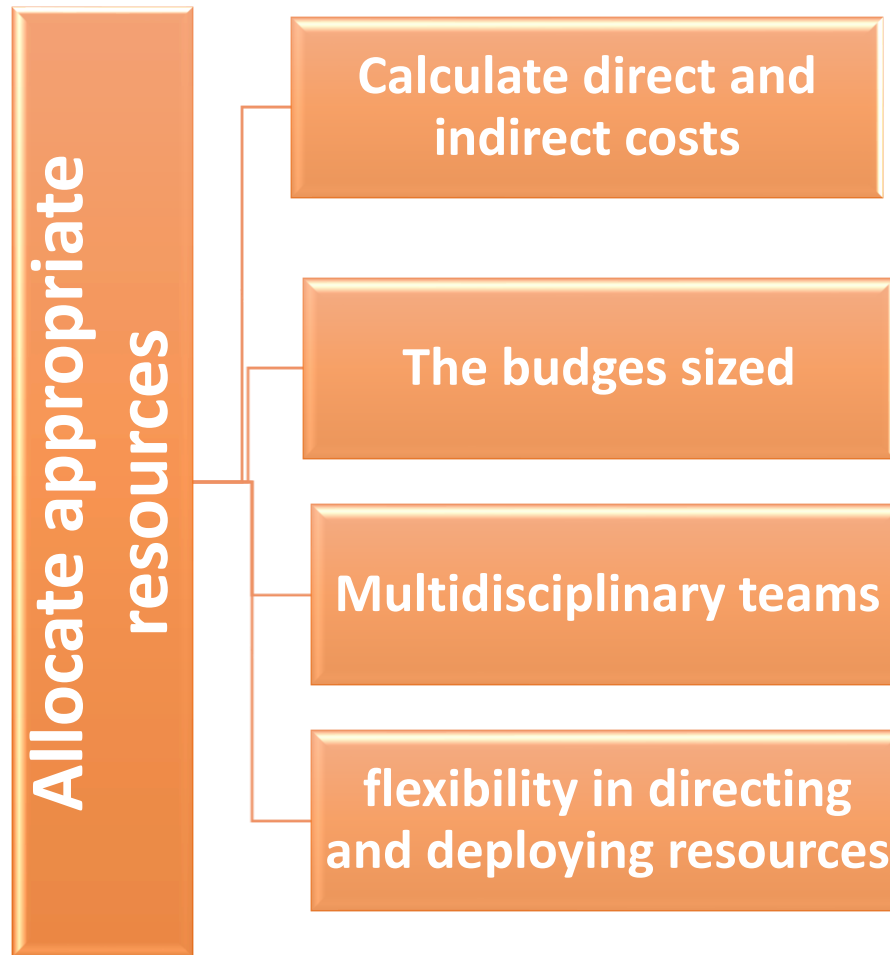 Allocate appropriate
resources
Calculate direct and
indirect costs
The budges sized
Multidisciplinary teams
flexibility in directing
and deploying resources